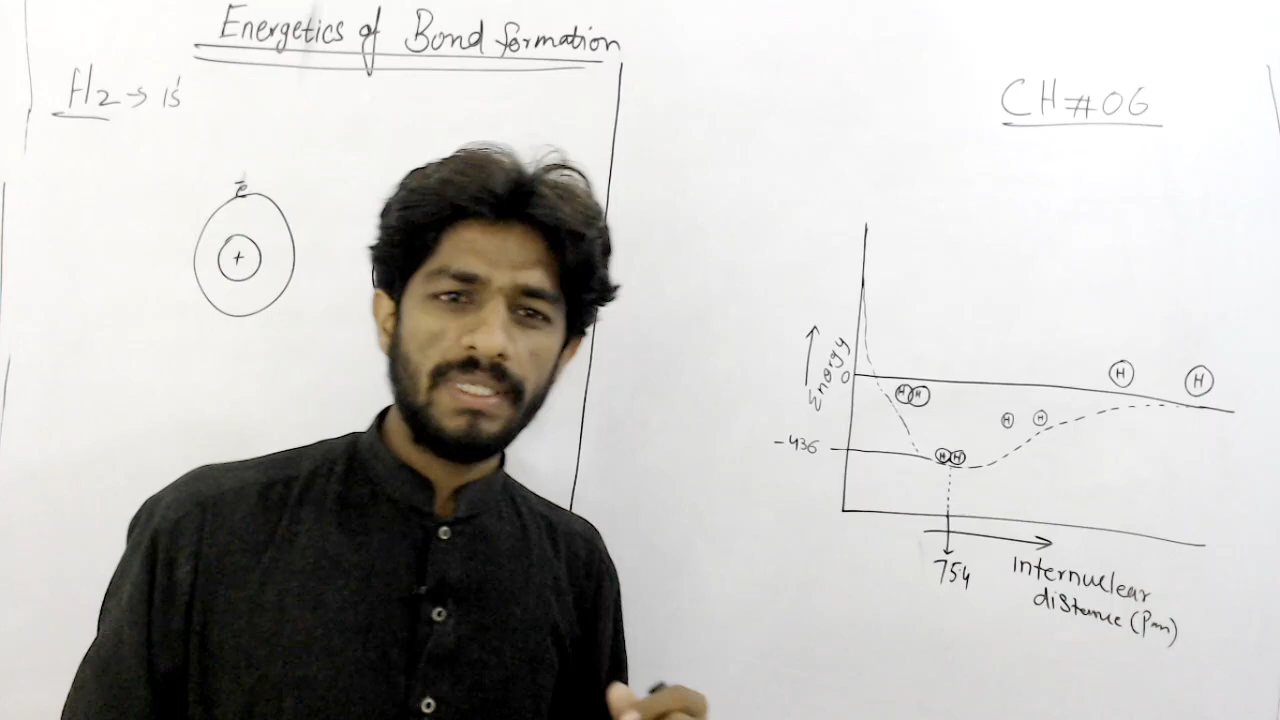 Energetics of Bond formation
H₂ → 1s¹
CH#06
ē
+
Energy
0
H H
H H
H H
H H
-436
754
internuclear
distance (Pm)